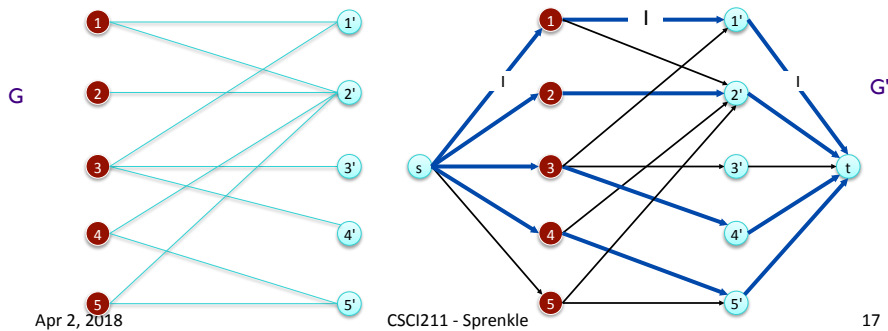 1 1'
2 2'
G
3 3'
4 4'
5 5'
1 I 1'
I I
2 2'
G'
s 3 3' t
4 4'
5 5'
Apr 2, 2018 CSCI211 - Sprenkle 17